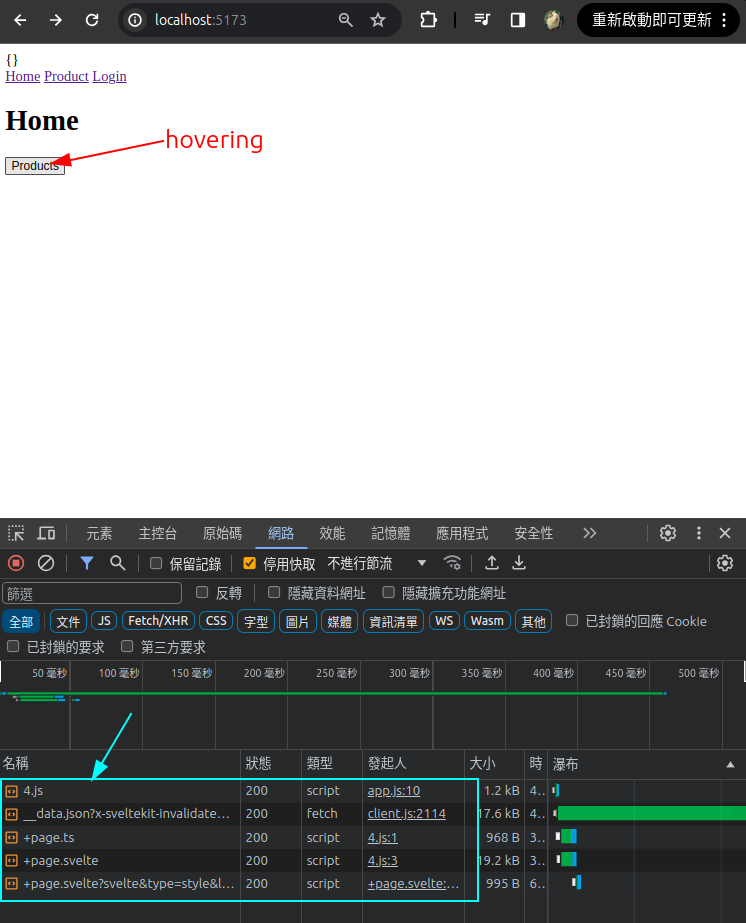 localhost:5173
重新啟動即可更新
{}
Home Product Login
Home
hovering
Products
元素 主控台 原始碼 網路 效能 記憶體 應用程式 安全性
保留記錄 停用快取 不進行節流
篩選 反轉 隱藏資料網址 隱藏擴充功能網址
全部 文件 JS Fetch/XHR CSS 字型 圖片 媒體 資訊清單 WS Wasm 其他 已封鎖的回應 Cookie
已封鎖的要求 第三方要求
50 毫秒 100 毫秒 150 毫秒 200 毫秒 250 毫秒 300 毫秒 350 毫秒 400 毫秒 450 毫秒 500 毫秒
名稱 狀態 類型 發起人 大小 時 瀑布
4.js 200 script app.js:10 1.2 kB 4..
__data.json?x-sveltekit-invalidate... 200 fetch client.js:2114 17.6 kB 4..
+page.ts 200 script 4.js:1 968 B 3..
+page.svelte 200 script 4.js:3 19.2 kB 3..
+page.svelte?svelte&type=style&l... 200 script +page.svelte:... 995 B 6..